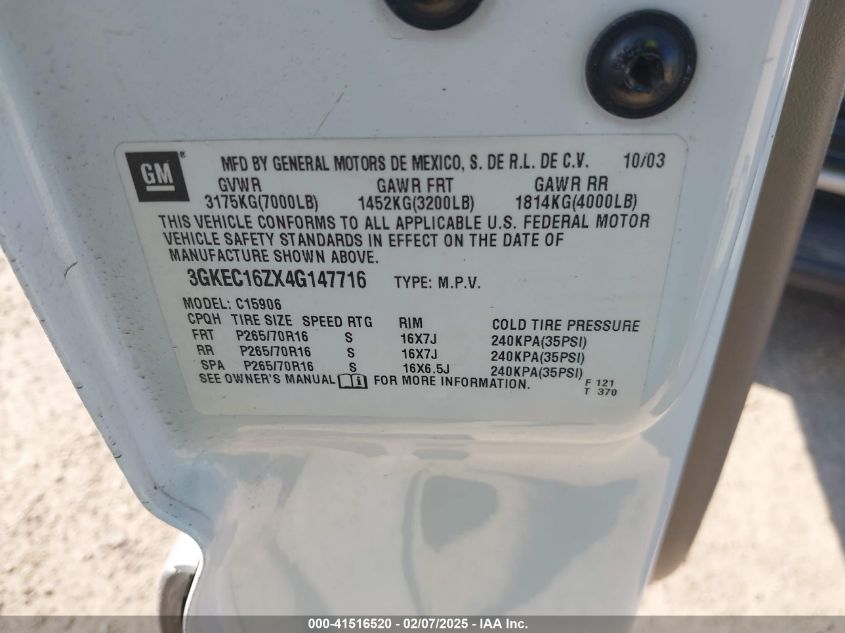 GM® MFD BY GENERAL MOTORS DE MEXICO, S. DE R.L. DE C.V. 10/03
GVWR GAWR FRT GAWR RR
3175KG(7000LB) 1452KG(3200LB) 1814KG(4000LB)
THIS VEHICLE CONFORMS TO ALL APPLICABLE U.S. FEDERAL MOTOR
VEHICLE SAFETY STANDARDS IN EFFECT ON THE DATE OF
MANUFACTURE SHOWN ABOVE.
3GKEC16ZX4G147716 TYPE: M.P.V.
MODEL: C15906
CPQH TIRE SIZE SPEED RTG RIM COLD TIRE PRESSURE
FRT P265/70R16 S 16X7J 240KPA(35PSI)
RR P265/70R16 S 16X7J 240KPA(35PSI)
SPA P265/70R16 S 16X6.5J 240KPA(35PSI)
SEE OWNER'S MANUAL FOR MORE INFORMATION. F 121
T 370
000-41516520 - 02/07/2025 - IAA Inc.